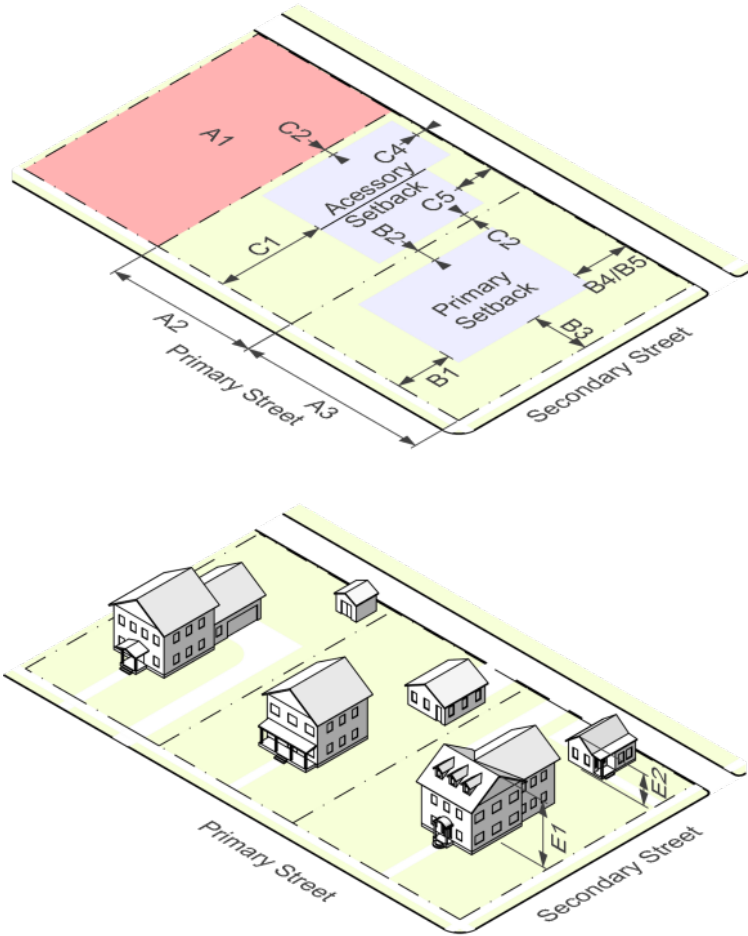 A1
C2
C4
Acessory
Setback
C5
C1
B2
C2
Primary
Setback
B4/B5
B3
B1
A2
A3
Primary Street
Secondary Street
E2
E1
Primary Street
Secondary Street